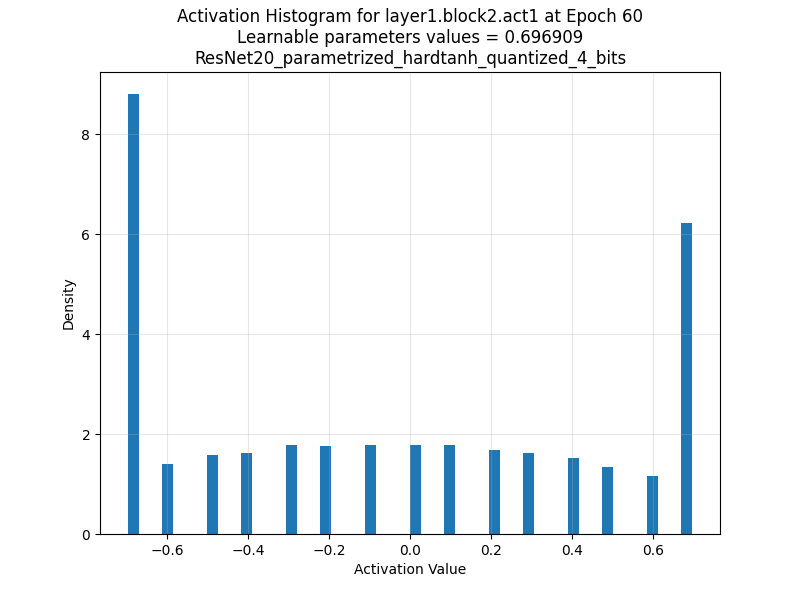 Activation Histogram for layer1.block2.act1 at Epoch 60
Learnable parameters values = 0.696909
ResNet20_parametrized_hardtanh_quantized_4_bits
8
6
4
2
0
Density
−0.6 −0.4 −0.2 0.0 0.2 0.4 0.6
Activation Value